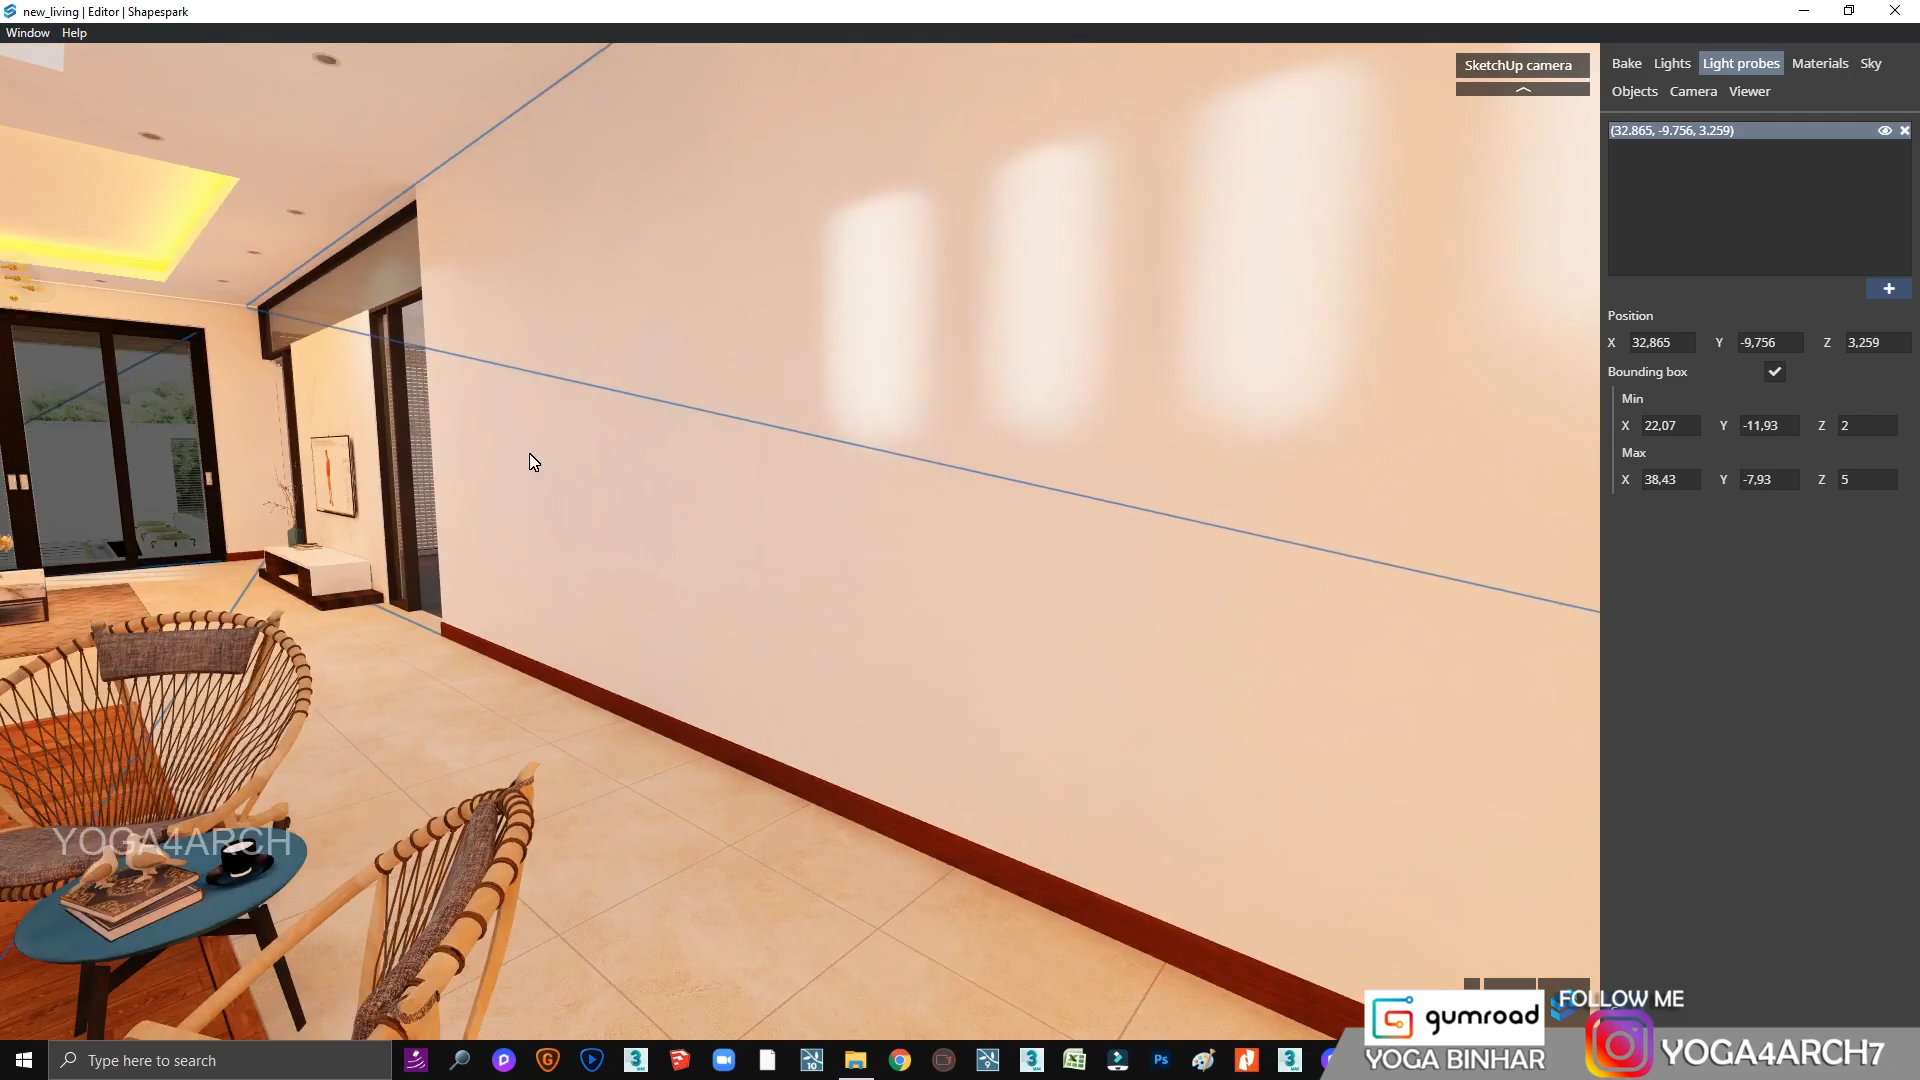 new_living | Editor | Shapespark
Window Help
SketchUp camera
Bake Lights Light probes Materials Sky
Objects Camera Viewer
(32.865, -9.756, 3.259)
Position
X 32,865 Y -9,756 Z 3,259
Bounding box
Min
X 22,07 Y -11,93 Z 2
Max
X 38,43 Y -7,93 Z 5
YOGA4ARCH
gumroad
YOGA BINHAR
FOLLOW ME
YOGA4ARCH7
Type here to search